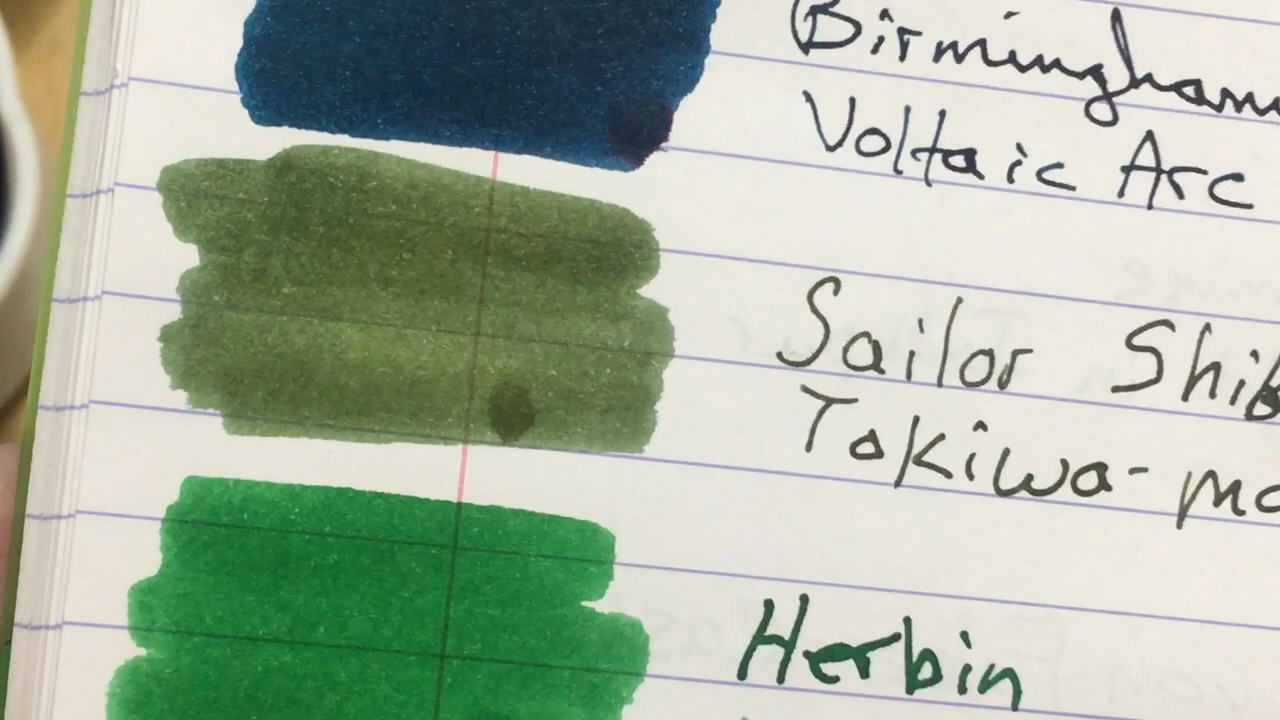 Birmingham
Voltaic Arc
Sailor Shib
Tokiwa-ma
Herbin